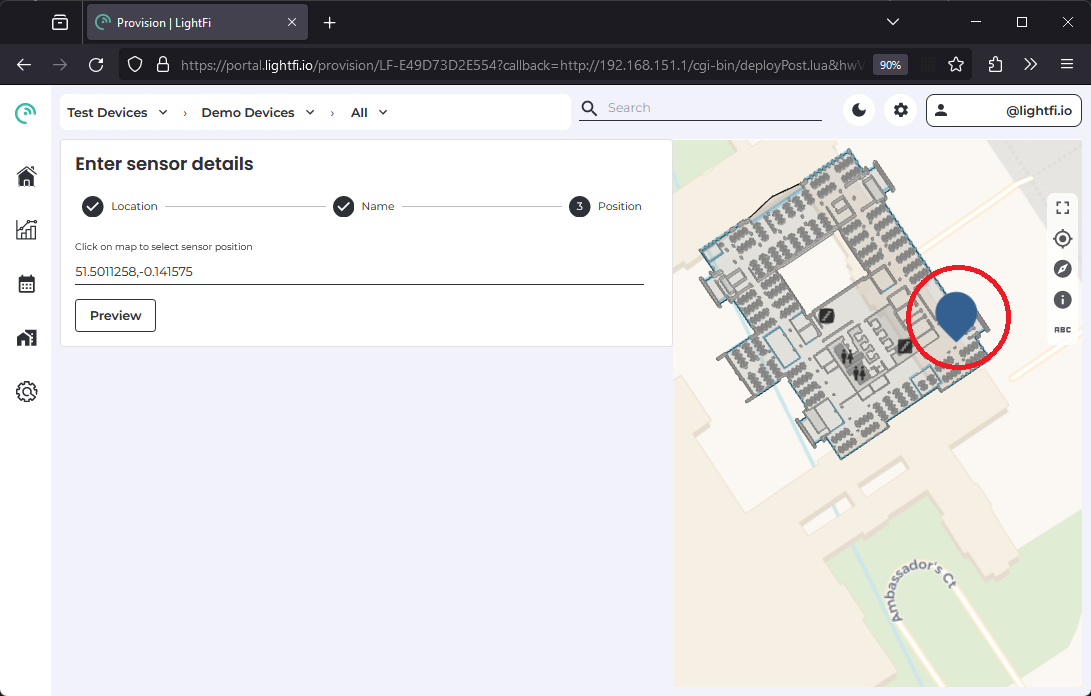 Provision | LightFi
https://portal.lightfi.io/provision/LF-E49D73D2E554?callback=http://192.168.151.1/cgi-bin/deployPost.lua&hwV
90%
Test Devices › Demo Devices › All
Search
@lightfi.io
Enter sensor details
Location
Name
3 Position
Click on map to select sensor position
51.5011258,-0.141575
Preview
ABC
Ambassador's Ct